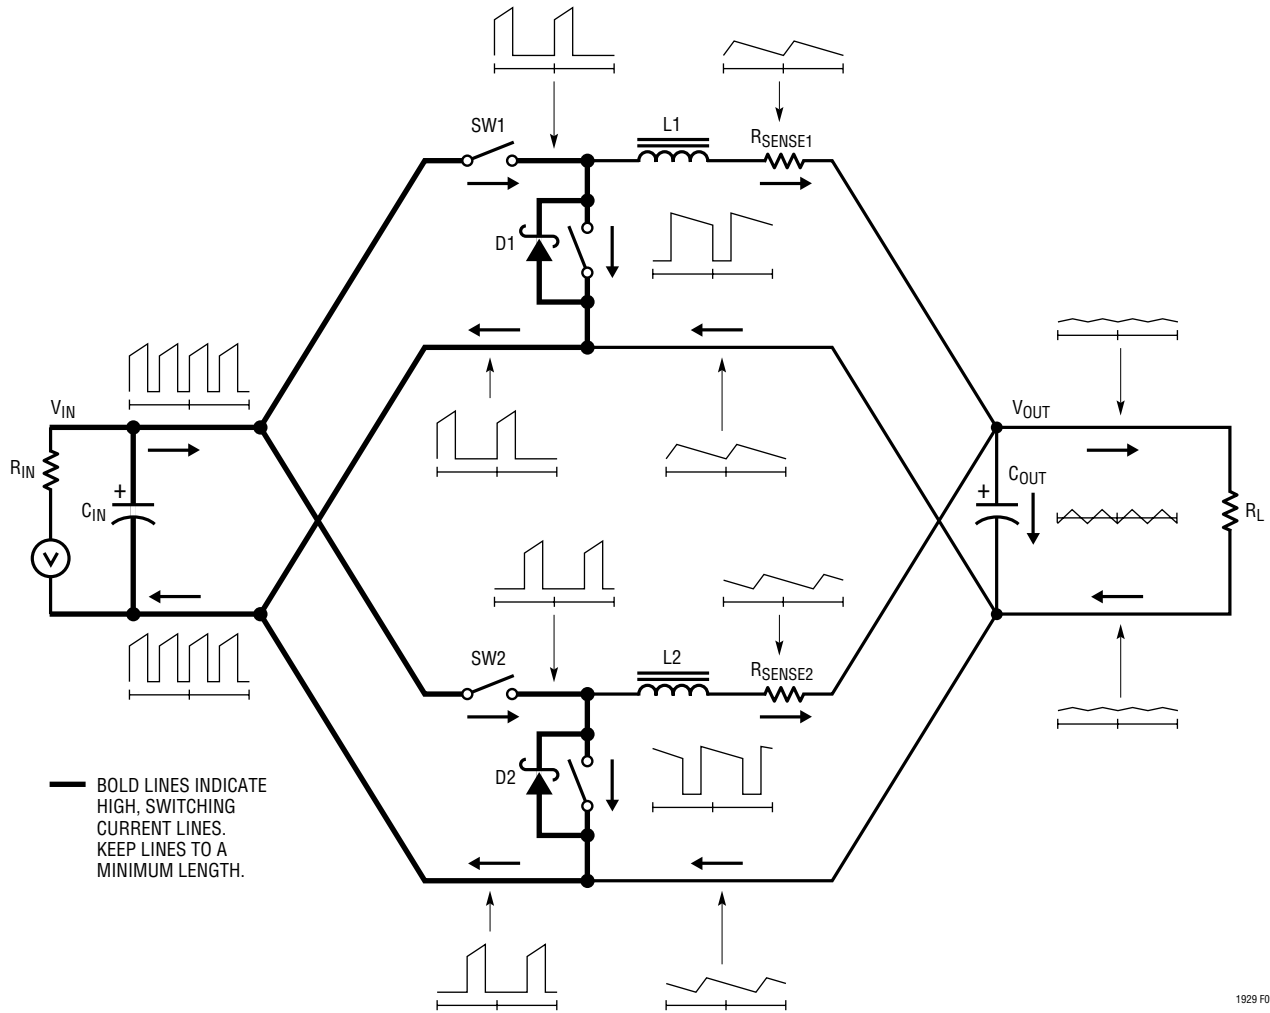 SW1
L1
RSENSE1
D1
VIN
VOUT
RIN
+
CIN
+
COUT
RL
V
SW2
L2
RSENSE2
D2
BOLD LINES INDICATE
HIGH, SWITCHING
CURRENT LINES.
KEEP LINES TO A
MINIMUM LENGTH.
1929 F0